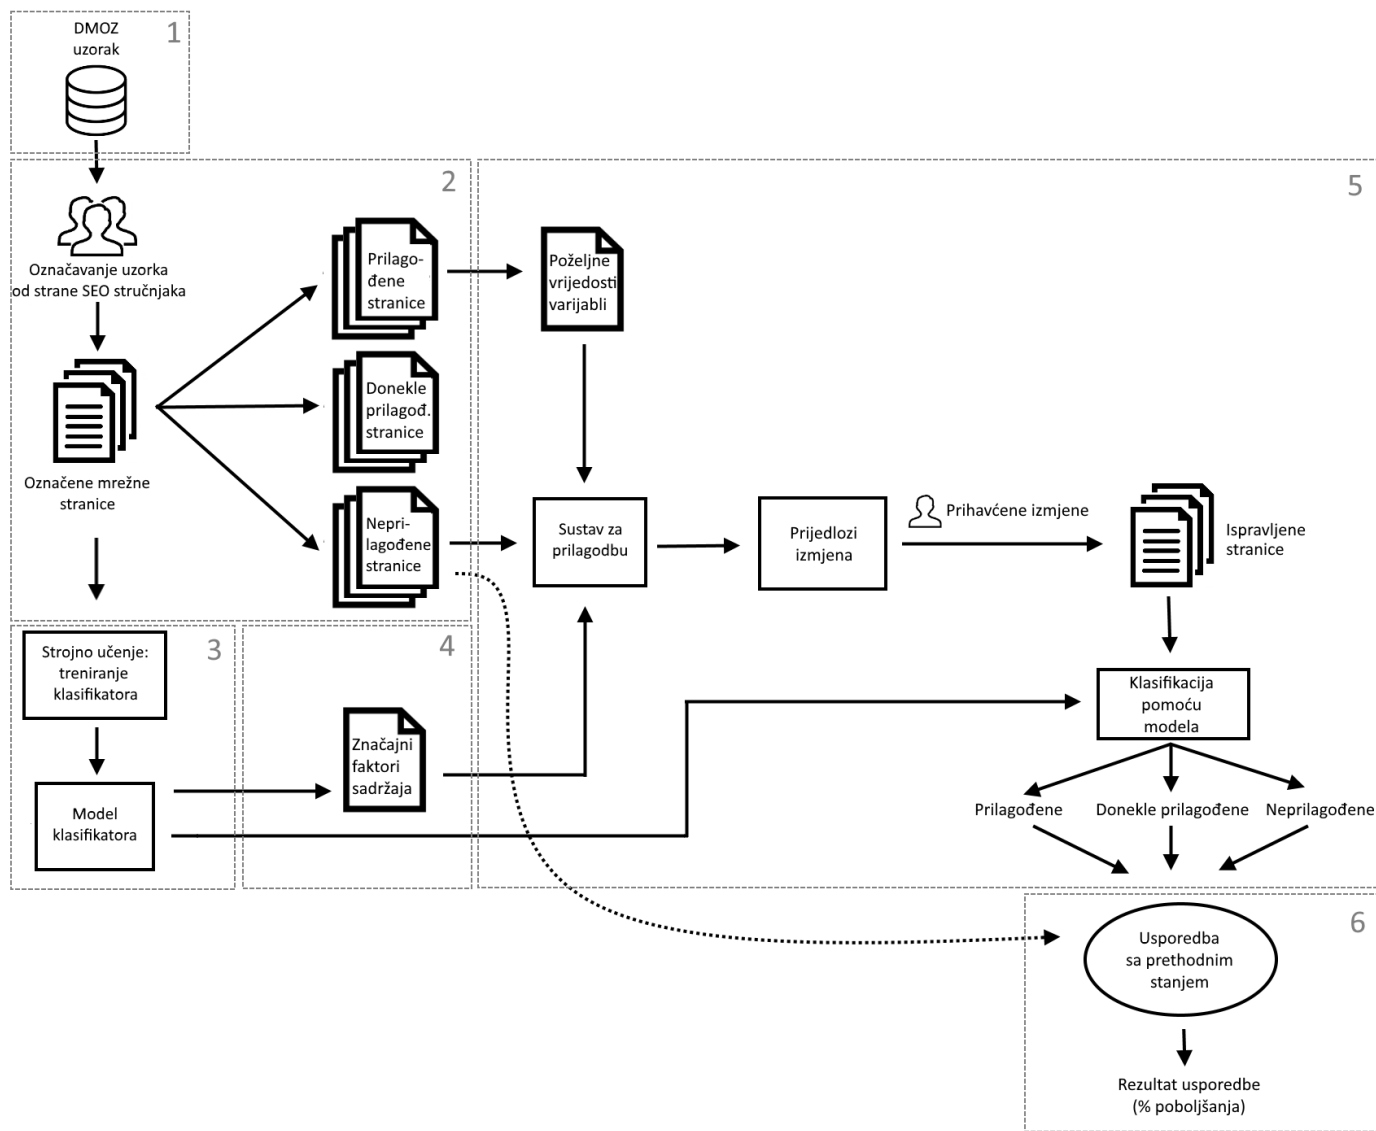 DMOZ
uzorak
1
Označavanje uzorka
od strane SEO stručnjaka
2
Označene mrežne
stranice
Prilago-
đene
stranice
Donekle
prilagođ.
stranice
Nepri-
lagođene
stranice
Strojno učenje:
treniranje
klasifikatora
3
Model
klasifikatora
4
Značajni
faktori
sadržaja
5
Poželjne
vrijedosti
varijabli
Sustav za
prilagodbu
Prijedlozi
izmjena
Prihavćene izmjene
Ispravljene
stranice
Klasifikacija
pomoću
modela
Prilagođene
Donekle prilagođene
Neprilagođene
6
Usporedba
sa prethodnim
stanjem
Rezultat usporedbe
(% poboljšanja)